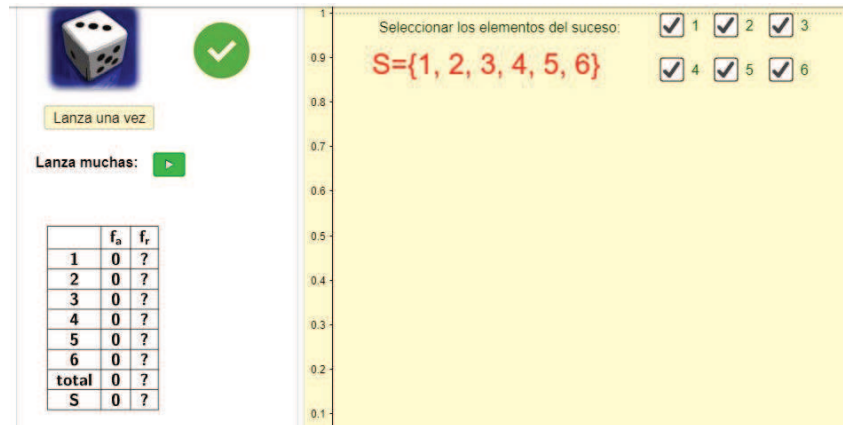 Lanza una vez
Lanza muchas:
fa fr
1 0 ?
2 0 ?
3 0 ?
4 0 ?
5 0 ?
6 0 ?
total 0 ?
S 0 ?
Seleccionar los elementos del suceso:
1 2 3
S={1, 2, 3, 4, 5, 6}
4 5 6
1
0.9
0.8
0.7
0.6
0.5
0.4
0.3
0.2
0.1